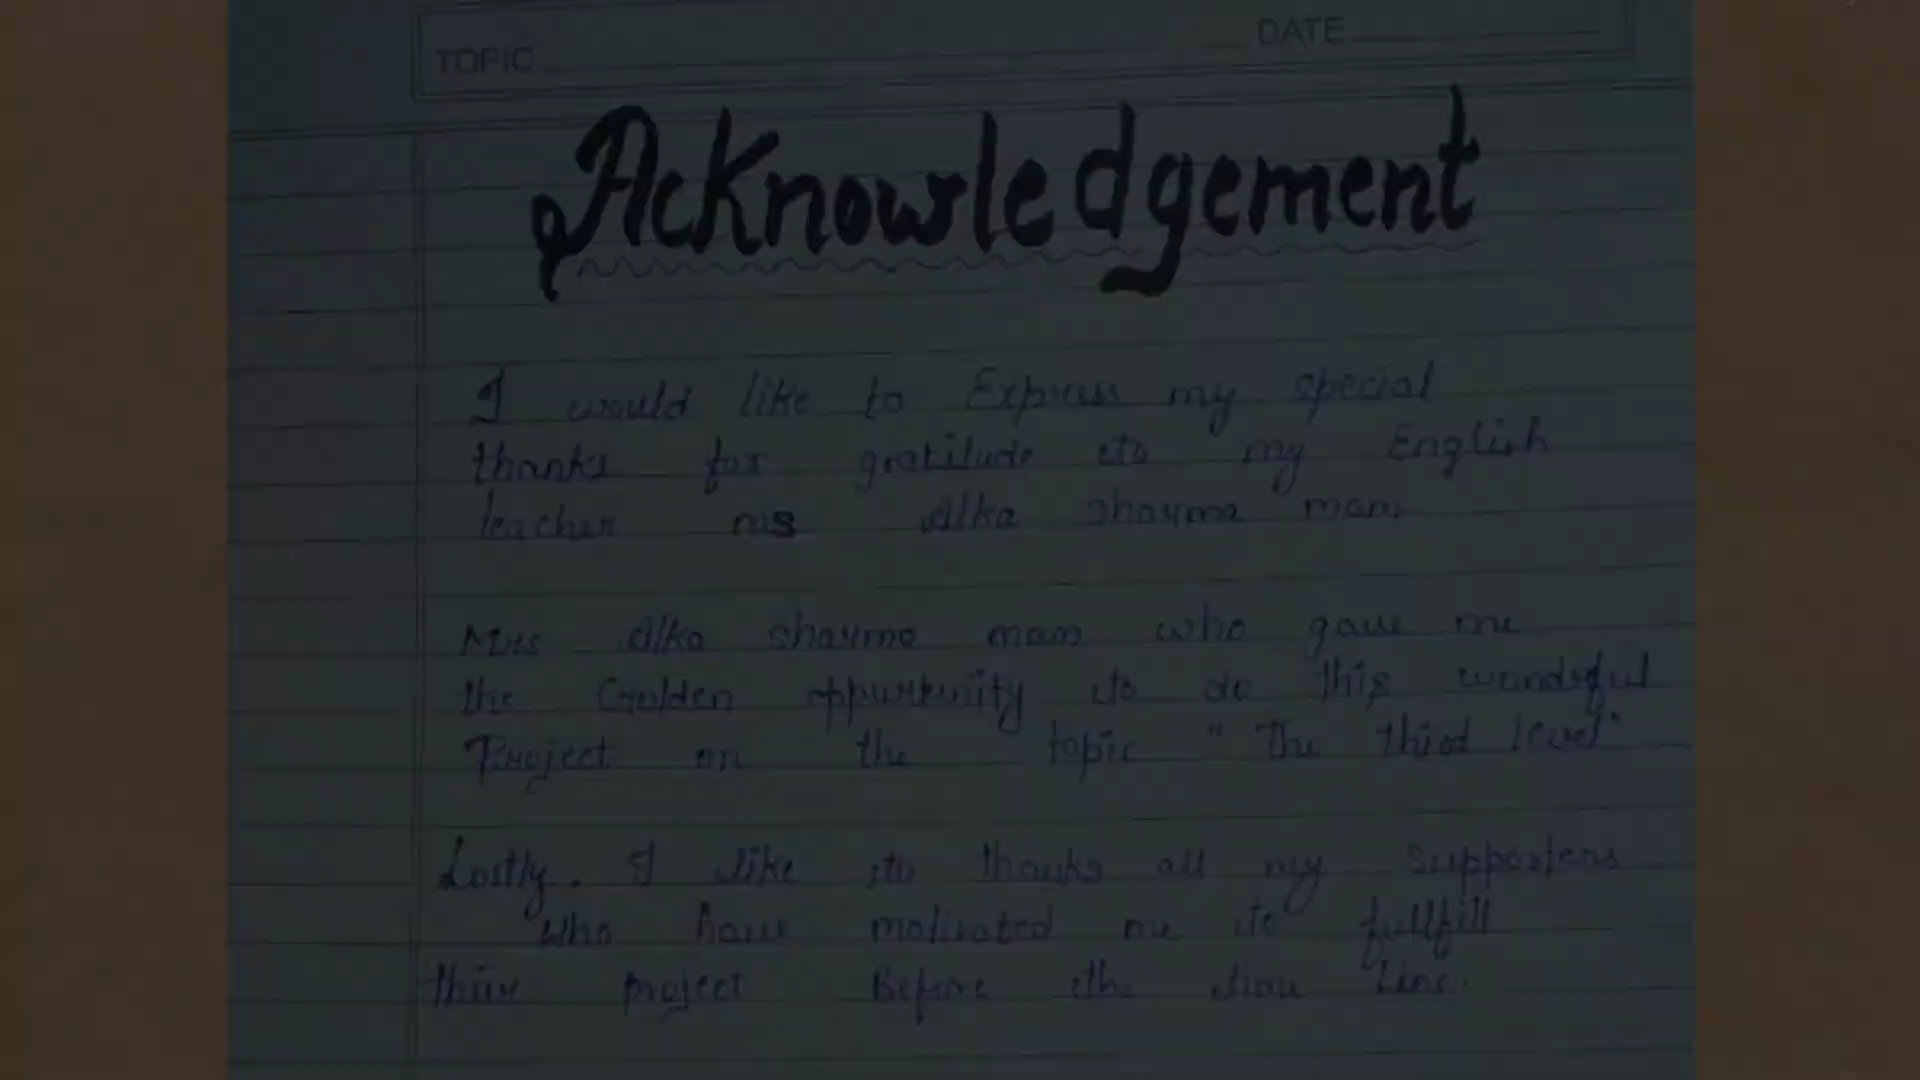 TOPIC
DATE
Acknowledgement
I would like to Express my special
thanks for gratitude to my English
teacher ms Alka sharma mam
Mrs Alka sharma mam who gave me
the Golden oppurtunity to do this
Project on the topic " The third level"
Lastly. I like to thanks all my Supporters
Who have motivated me to fullfill
project Before the time line.